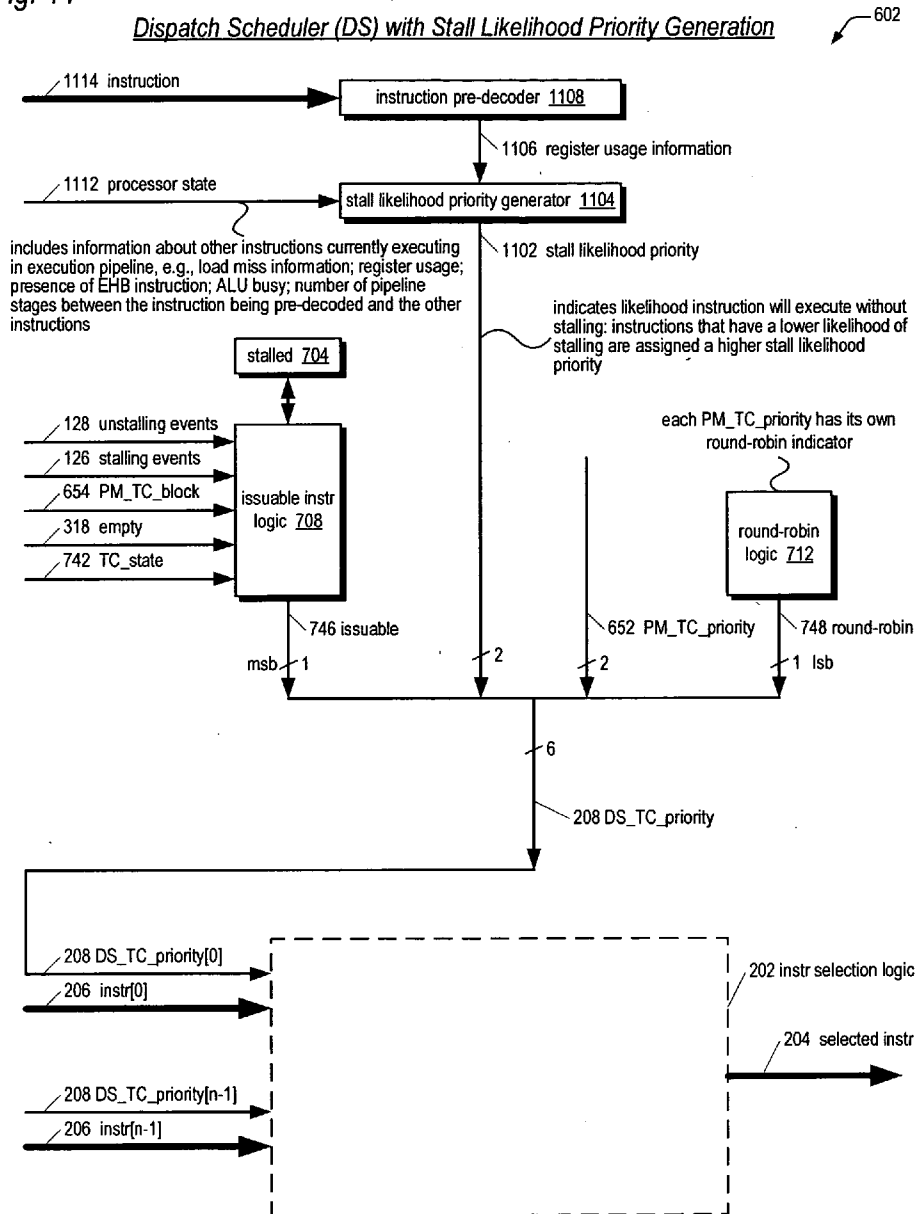 Dispatch Scheduler (DS) with Stall Likelihood Priority Generation
602
1114 instruction
instruction pre-decoder 1108
1106 register usage information
1112 processor state
stall likelihood priority generator 1104
includes information about other instructions currently executing
in execution pipeline, e.g., load miss information; register usage;
presence of EHB instruction; ALU busy; number of pipeline
stages between the instruction being pre-decoded and the other
instructions
1102 stall likelihood priority
indicates likelihood instruction will execute without
stalling: instructions that have a lower likelihood of
stalling are assigned a higher stall likelihood
priority
stalled 704
128 unstalling events
126 stalling events
654 PM_TC_block
318 empty
742 TC_state
issuable instr
logic 708
each PM_TC_priority has its own
round-robin indicator
round-robin
logic 712
746 issuable
652 PM_TC_priority
748 round-robin
msb 1
2
2
1 lsb
6
208 DS_TC_priority
208 DS_TC_priority[0]
206 instr[0]
202 instr selection logic
204 selected instr
208 DS_TC_priority[n-1]
206 instr[n-1]